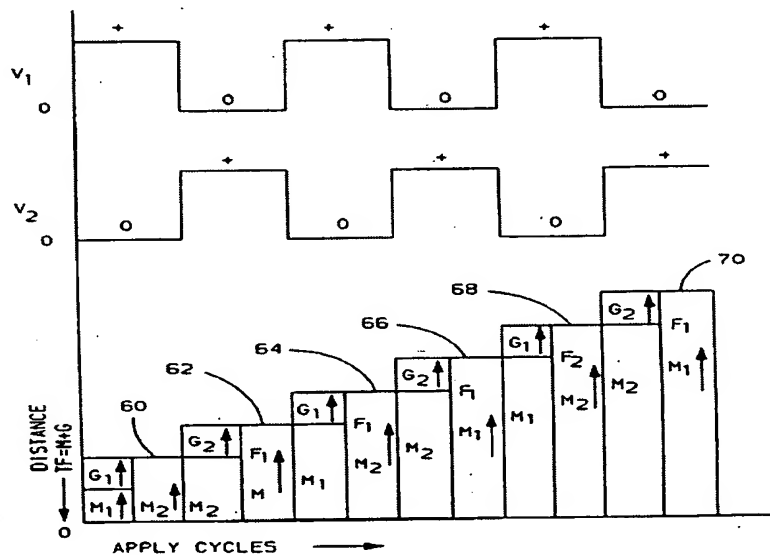 + + +
V1
0 0 0 0
+ + +
V2
0 0 0 0
70
68
66
64
62
60
G2 F1
G1 F2 M1
G2 F1 M2 M2
G1 F1 M1 M1
G2 F1 M2 M2
G1 M M1
M1 M2 M2
DISTANCE
TF=M+G
0
APPLY CYCLES